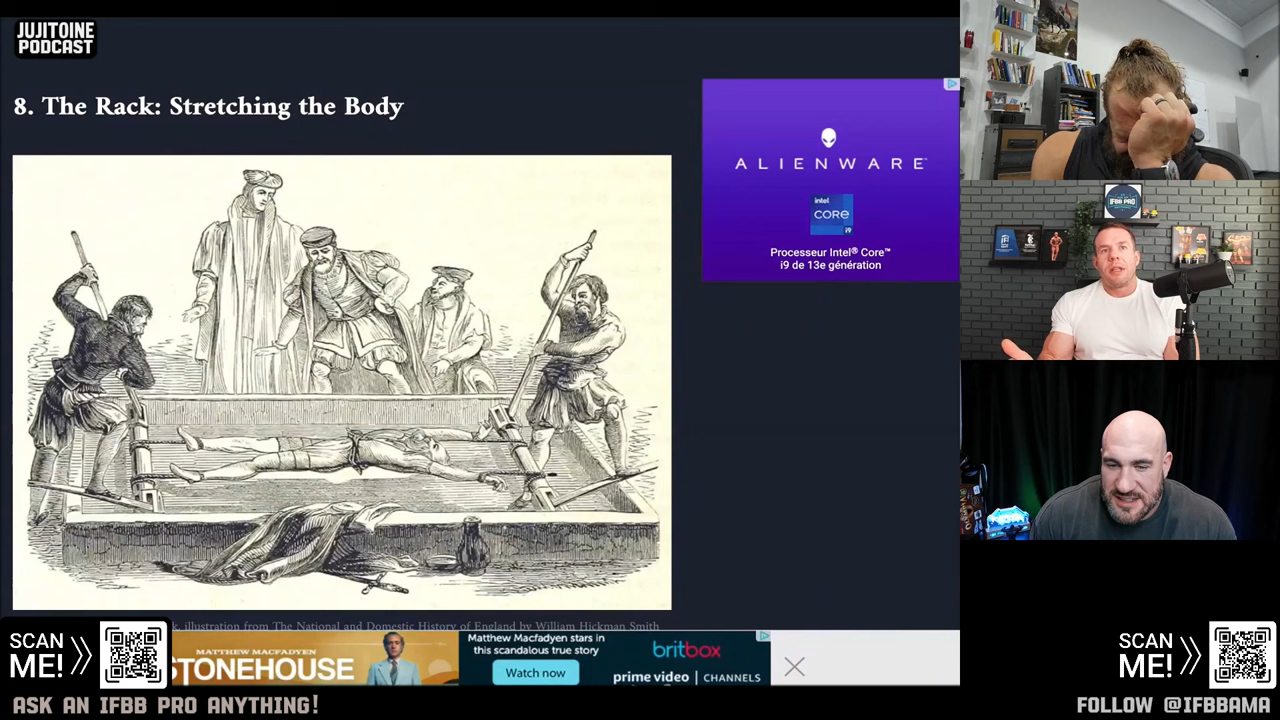 JUJITOINE
PODCAST
8. The Rack: Stretching the Body
ALIENWARE™
intel
CORE
i9
Processeur Intel® Core™
i9 de 13e génération
IFBB PRO
illustration from The National and Domestic History of England by William Hickman Smith
SCAN
ME!
MATTHEW MACFADYEN
STONEHOUSE
Matthew Macfadyen stars in
this scandalous true story
Watch now
britbox
prime video | CHANNELS
SCAN
ME!
ASK AN IFBB PRO ANYTHING!
FOLLOW @IFBBAMA